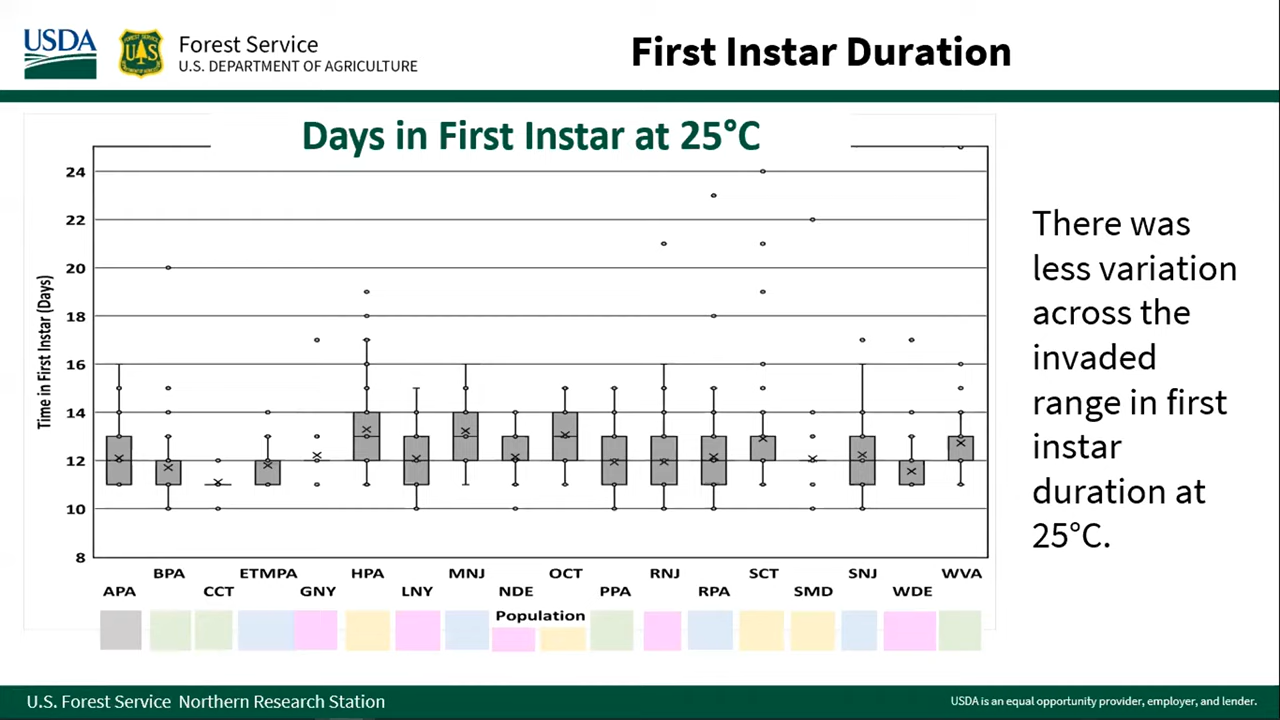 USDA
Forest Service
U.S. DEPARTMENT OF AGRICULTURE
First Instar Duration
Days in First Instar at 25°C
Time in First Instar (Days)
24
22
20
18
16
14
12
10
8
BPA ETMPA HPA MNJ OCT RNJ SCT SNJ WVA
APA CCT GNY LNY NDE PPA RPA SMD WDE
Population
There was
less variation
across the
invaded
range in first
instar
duration at
25°C.
U.S. Forest Service Northern Research Station
USDA is an equal opportunity provider, employer, and lender.